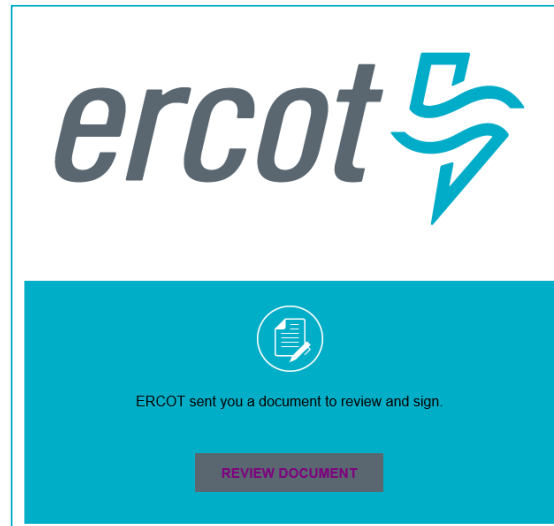 ercot
ERCOT sent you a document to review and sign.
REVIEW DOCUMENT